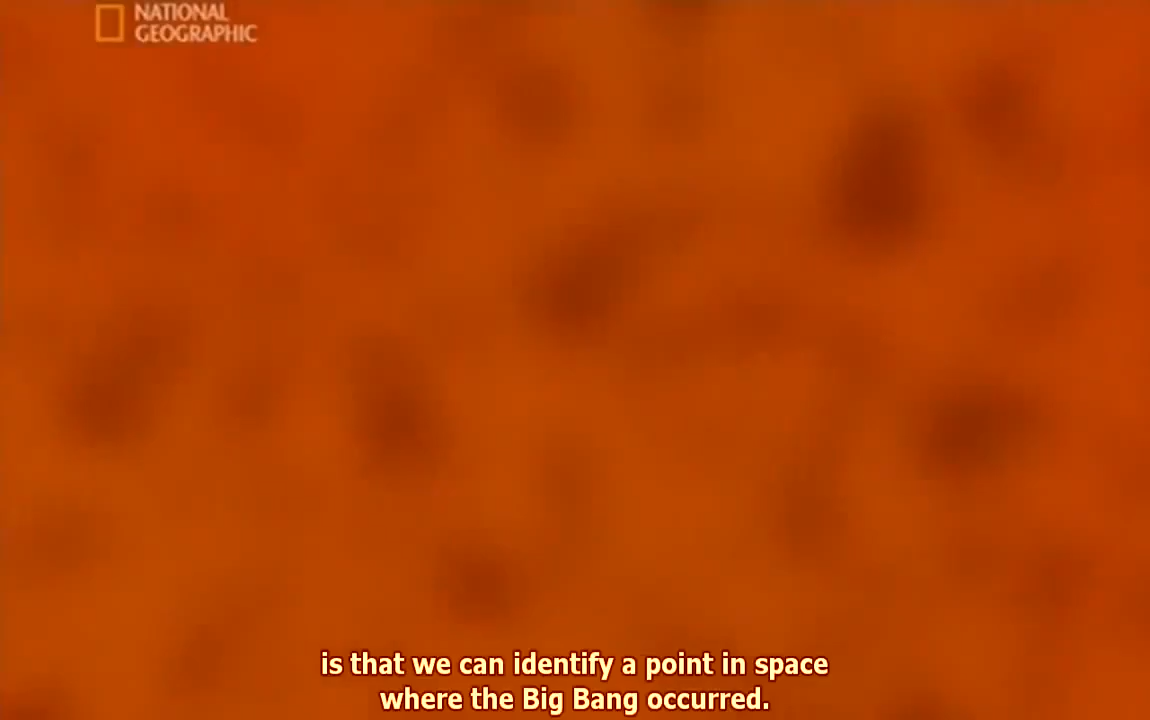 NATIONAL
GEOGRAPHIC
is that we can identify a point in space
where the Big Bang occurred.